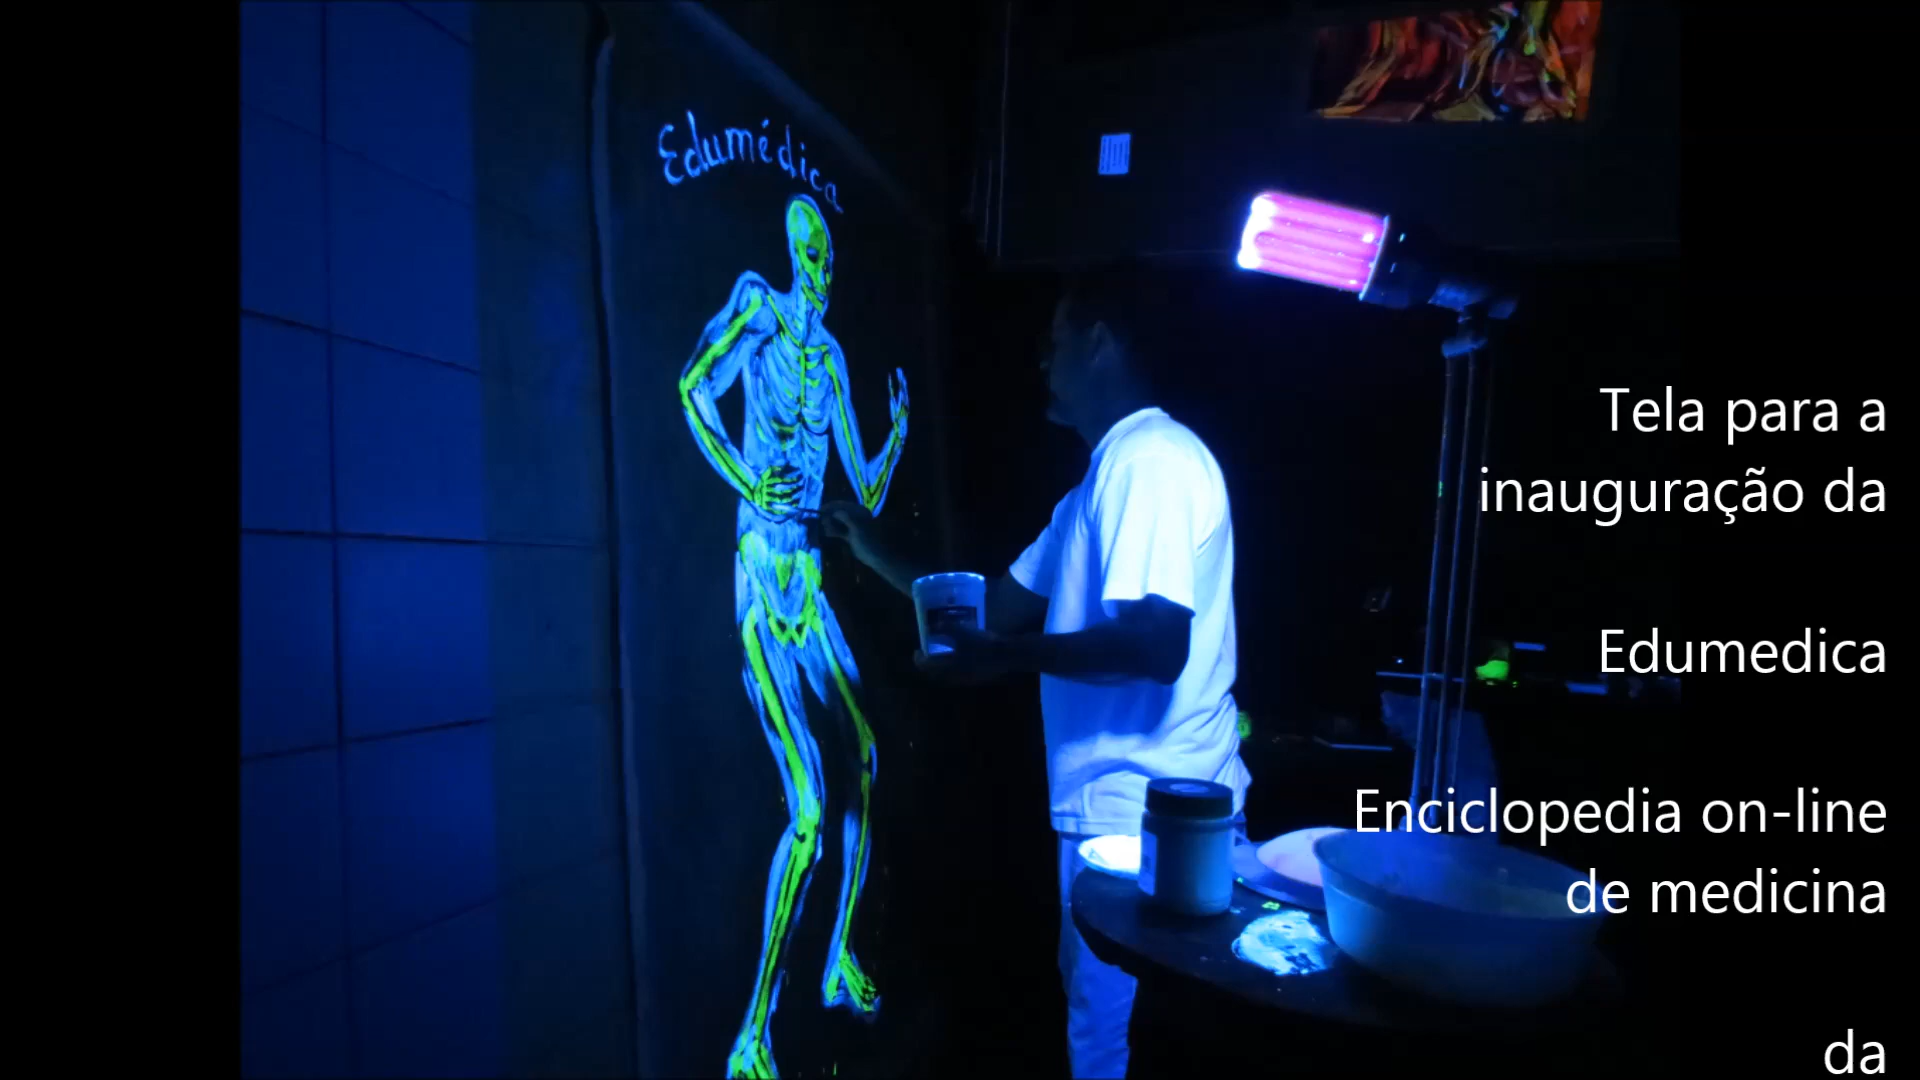 Edumédica
Tela para a
inauguração da
Edumedica
Enciclopedia on-line
de medicina
da